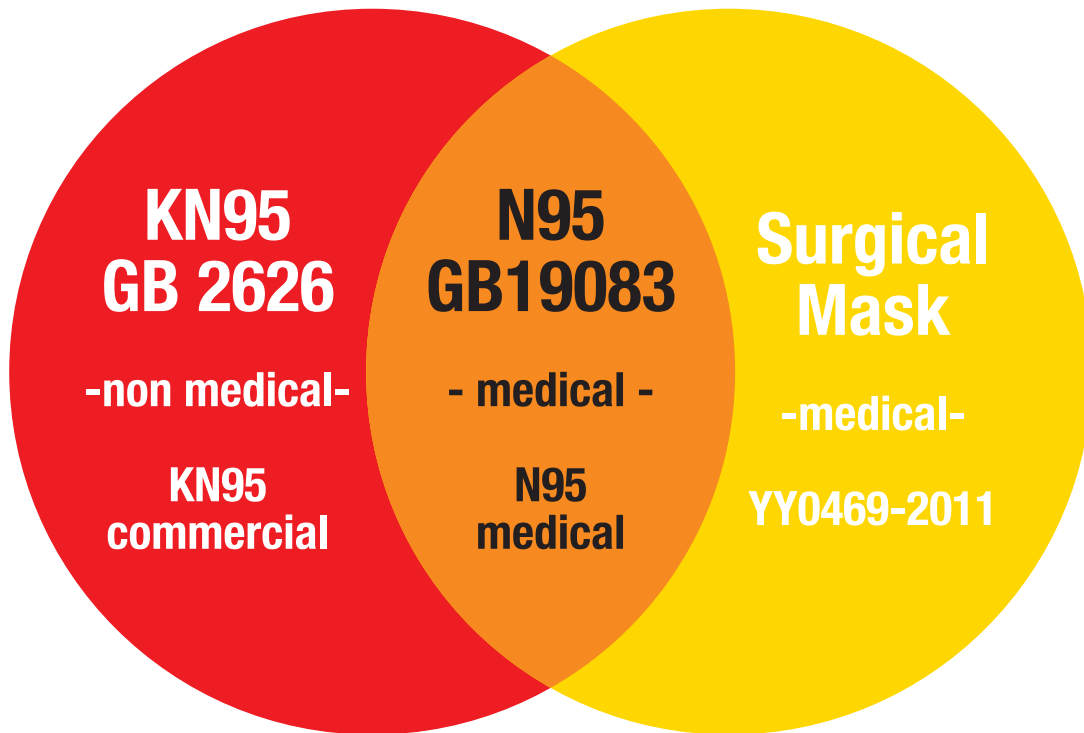 KN95
GB 2626
-non medical-
KN95
commercial
N95
GB19083
- medical -
N95
medical
Surgical
Mask
-medical-
YY0469-2011